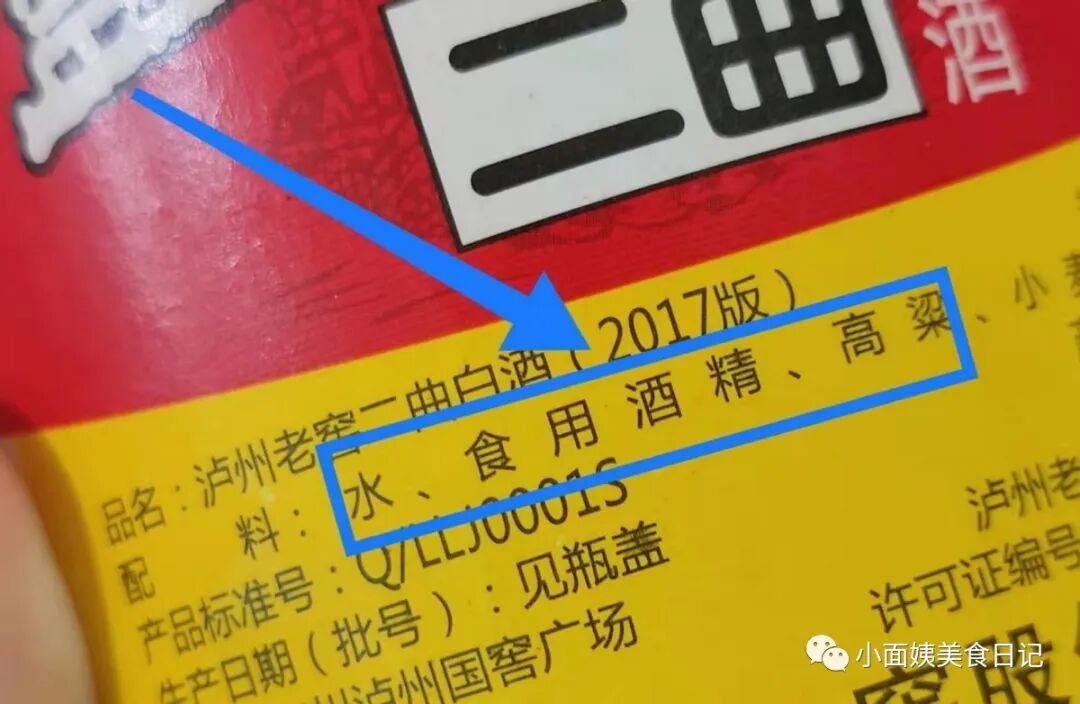 二曲
酒
品名：泸州老窖二曲白酒（2017版）
配料：水、食用酒精、高粱、小
产品标准号：Q/LLJ0001S
生产日期（批号）：见瓶盖
泸州国窖广场
泸州老
许可证编号
小面姨美食日记